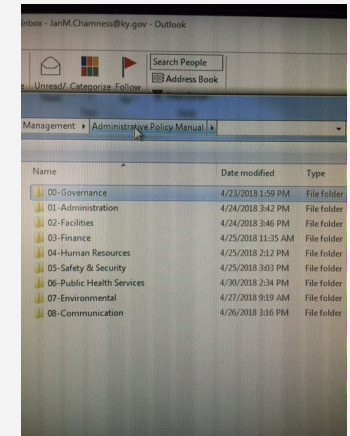 Inbox - JanM.Chamness@ky.gov - Outlook
Search People
Unread/ Categorize Follow
Address Book
Management Administrative Policy Manual
Name Date modified Type
00-Governance 4/23/2018 1:59 PM File folder
01-Administration 4/24/2018 3:42 PM File folder
02-Facilities 4/24/2018 3:46 PM File folder
03-Finance 4/25/2018 11:35 AM File folder
04-Human Resources 4/25/2018 2:12 PM File folder
05-Safety & Security 4/25/2018 3:03 PM File folder
06-Public Health Services 4/30/2018 2:34 PM File folder
07-Environmental 4/27/2018 9:19 AM File folder
08-Communication 4/26/2018 3:16 PM File folder